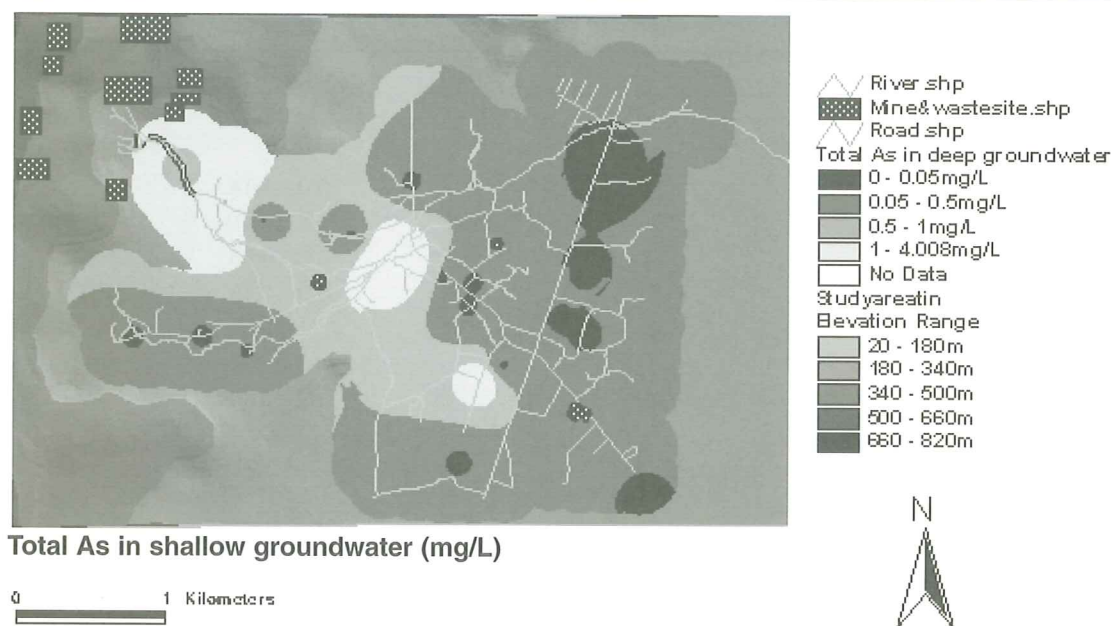 River.shp
Mine&wastesite.shp
Road.shp
Total As in deep groundwater
0 - 0.05mg/L
0.05 - 0.5mg/L
0.5 - 1mg/L
1 - 4.008mg/L
No Data
Studyareatin
Elevation Range
20 - 180m
180 - 340m
340 - 500m
500 - 660m
660 - 820m
N
Total As in shallow groundwater (mg/L)
0 1 Kilometers